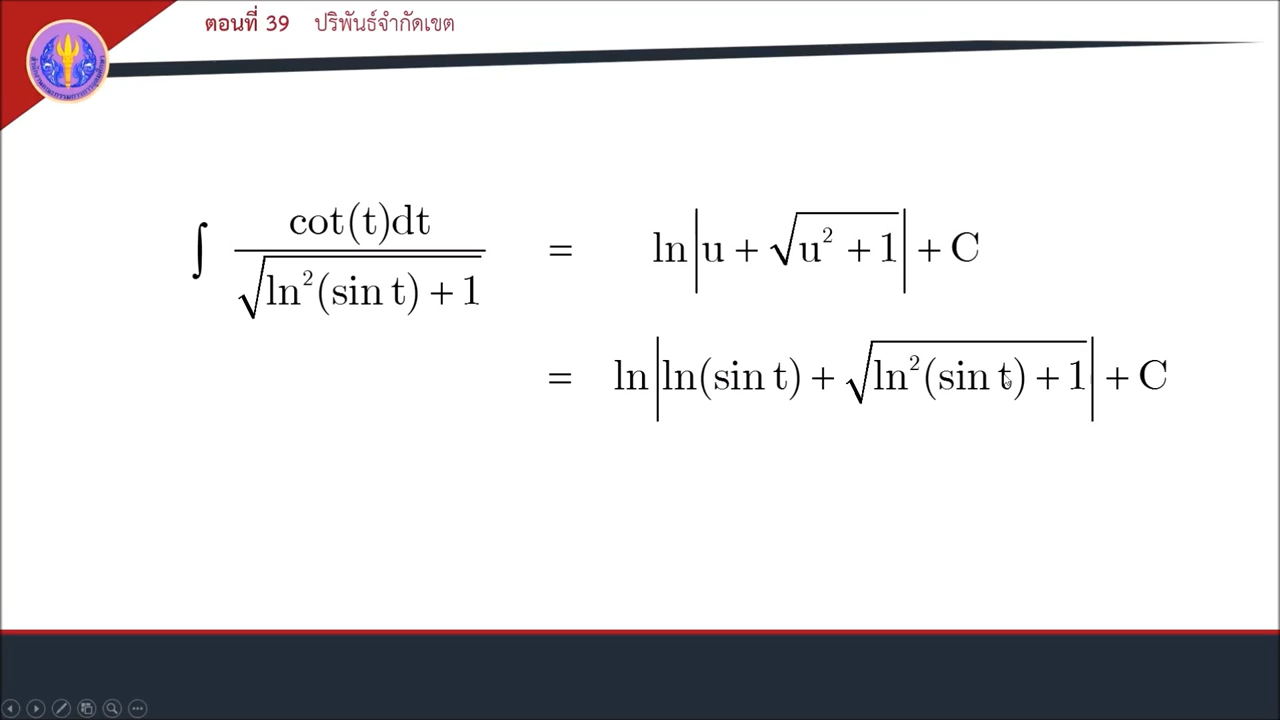 ตอนที่ 39 ปริพันธ์จำกัดเขต
∫ cot(t)dt / √(ln²(sin t) + 1) = ln|u + √(u² + 1)| + C
= ln|ln(sin t) + √(ln²(sin t) + 1)| + C